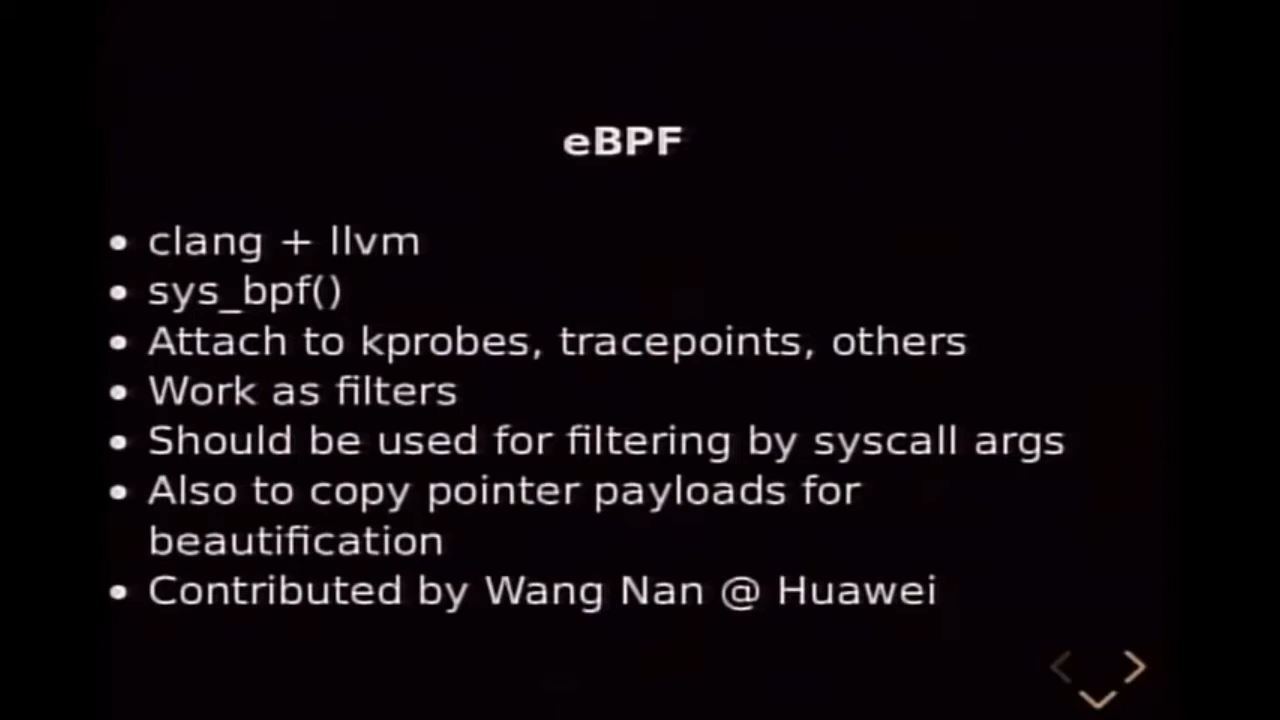 eBPF
• clang + llvm
• sys_bpf()
• Attach to kprobes, tracepoints, others
• Work as filters
• Should be used for filtering by syscall args
• Also to copy pointer payloads for
beautification
• Contributed by Wang Nan @ Huawei